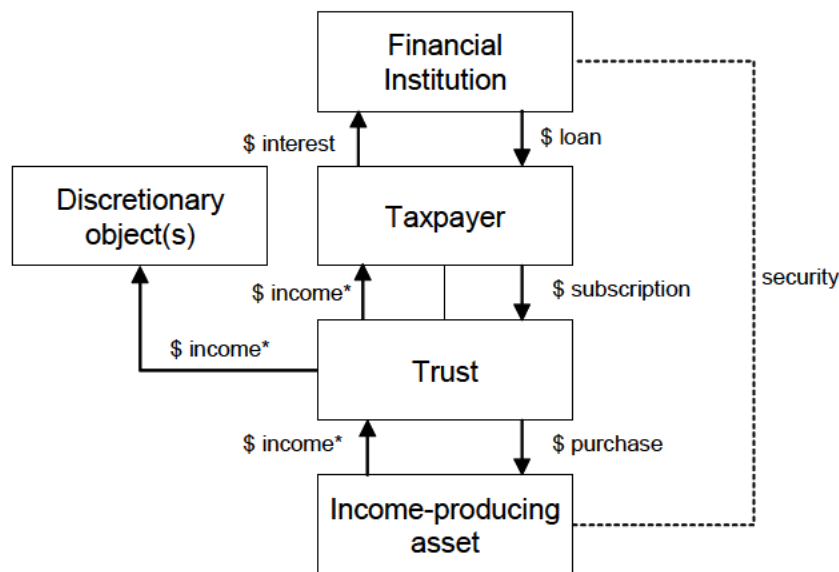 Financial
Institution
$ interest
$ loan
Discretionary
object(s)
Taxpayer
security
$ income*
$ subscription
$ income*
Trust
$ income*
$ purchase
Income-producing
asset